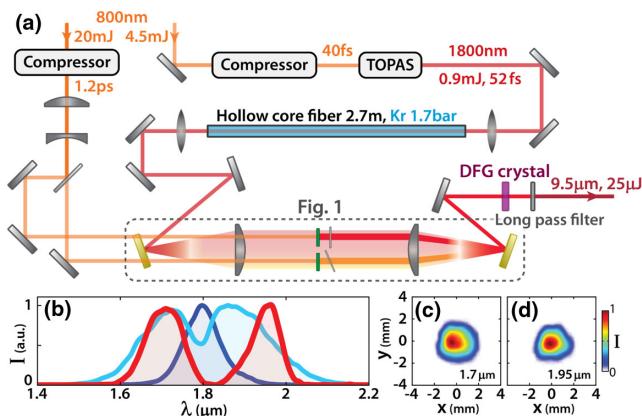 (a)
800nm
20mJ
4.5mJ
Compressor
1.2ps
Compressor
40fs
TOPAS
1800nm
0.9mJ, 52fs
Hollow core fiber 2.7m, Kr 1.7bar
DFG crystal
9.5μm, 25μJ
Long pass filter
Fig. 1
(b)
I (a.u.)
1
0
1.4
1.6
1.8
2
2.2
λ (μm)
(c)
y (mm)
4
2
0
-2
-4
-4 -2 0 2 4
x (mm)
1.7μm
(d)
-2 0 2 4
x (mm)
1.95μm
1
I
0